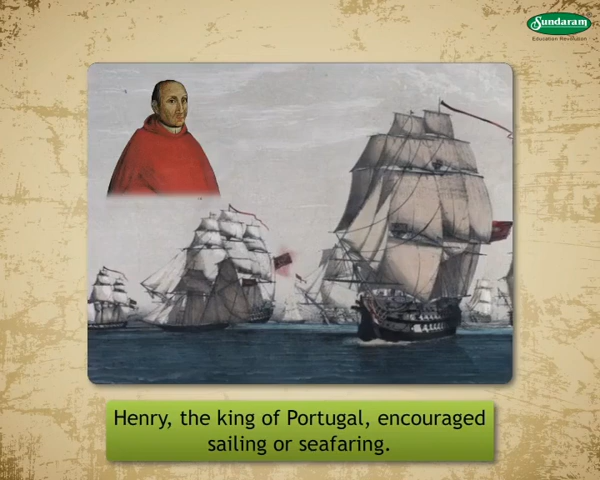 Sundaram
Education Revolution
Henry, the king of Portugal, encouraged
sailing or seafaring.